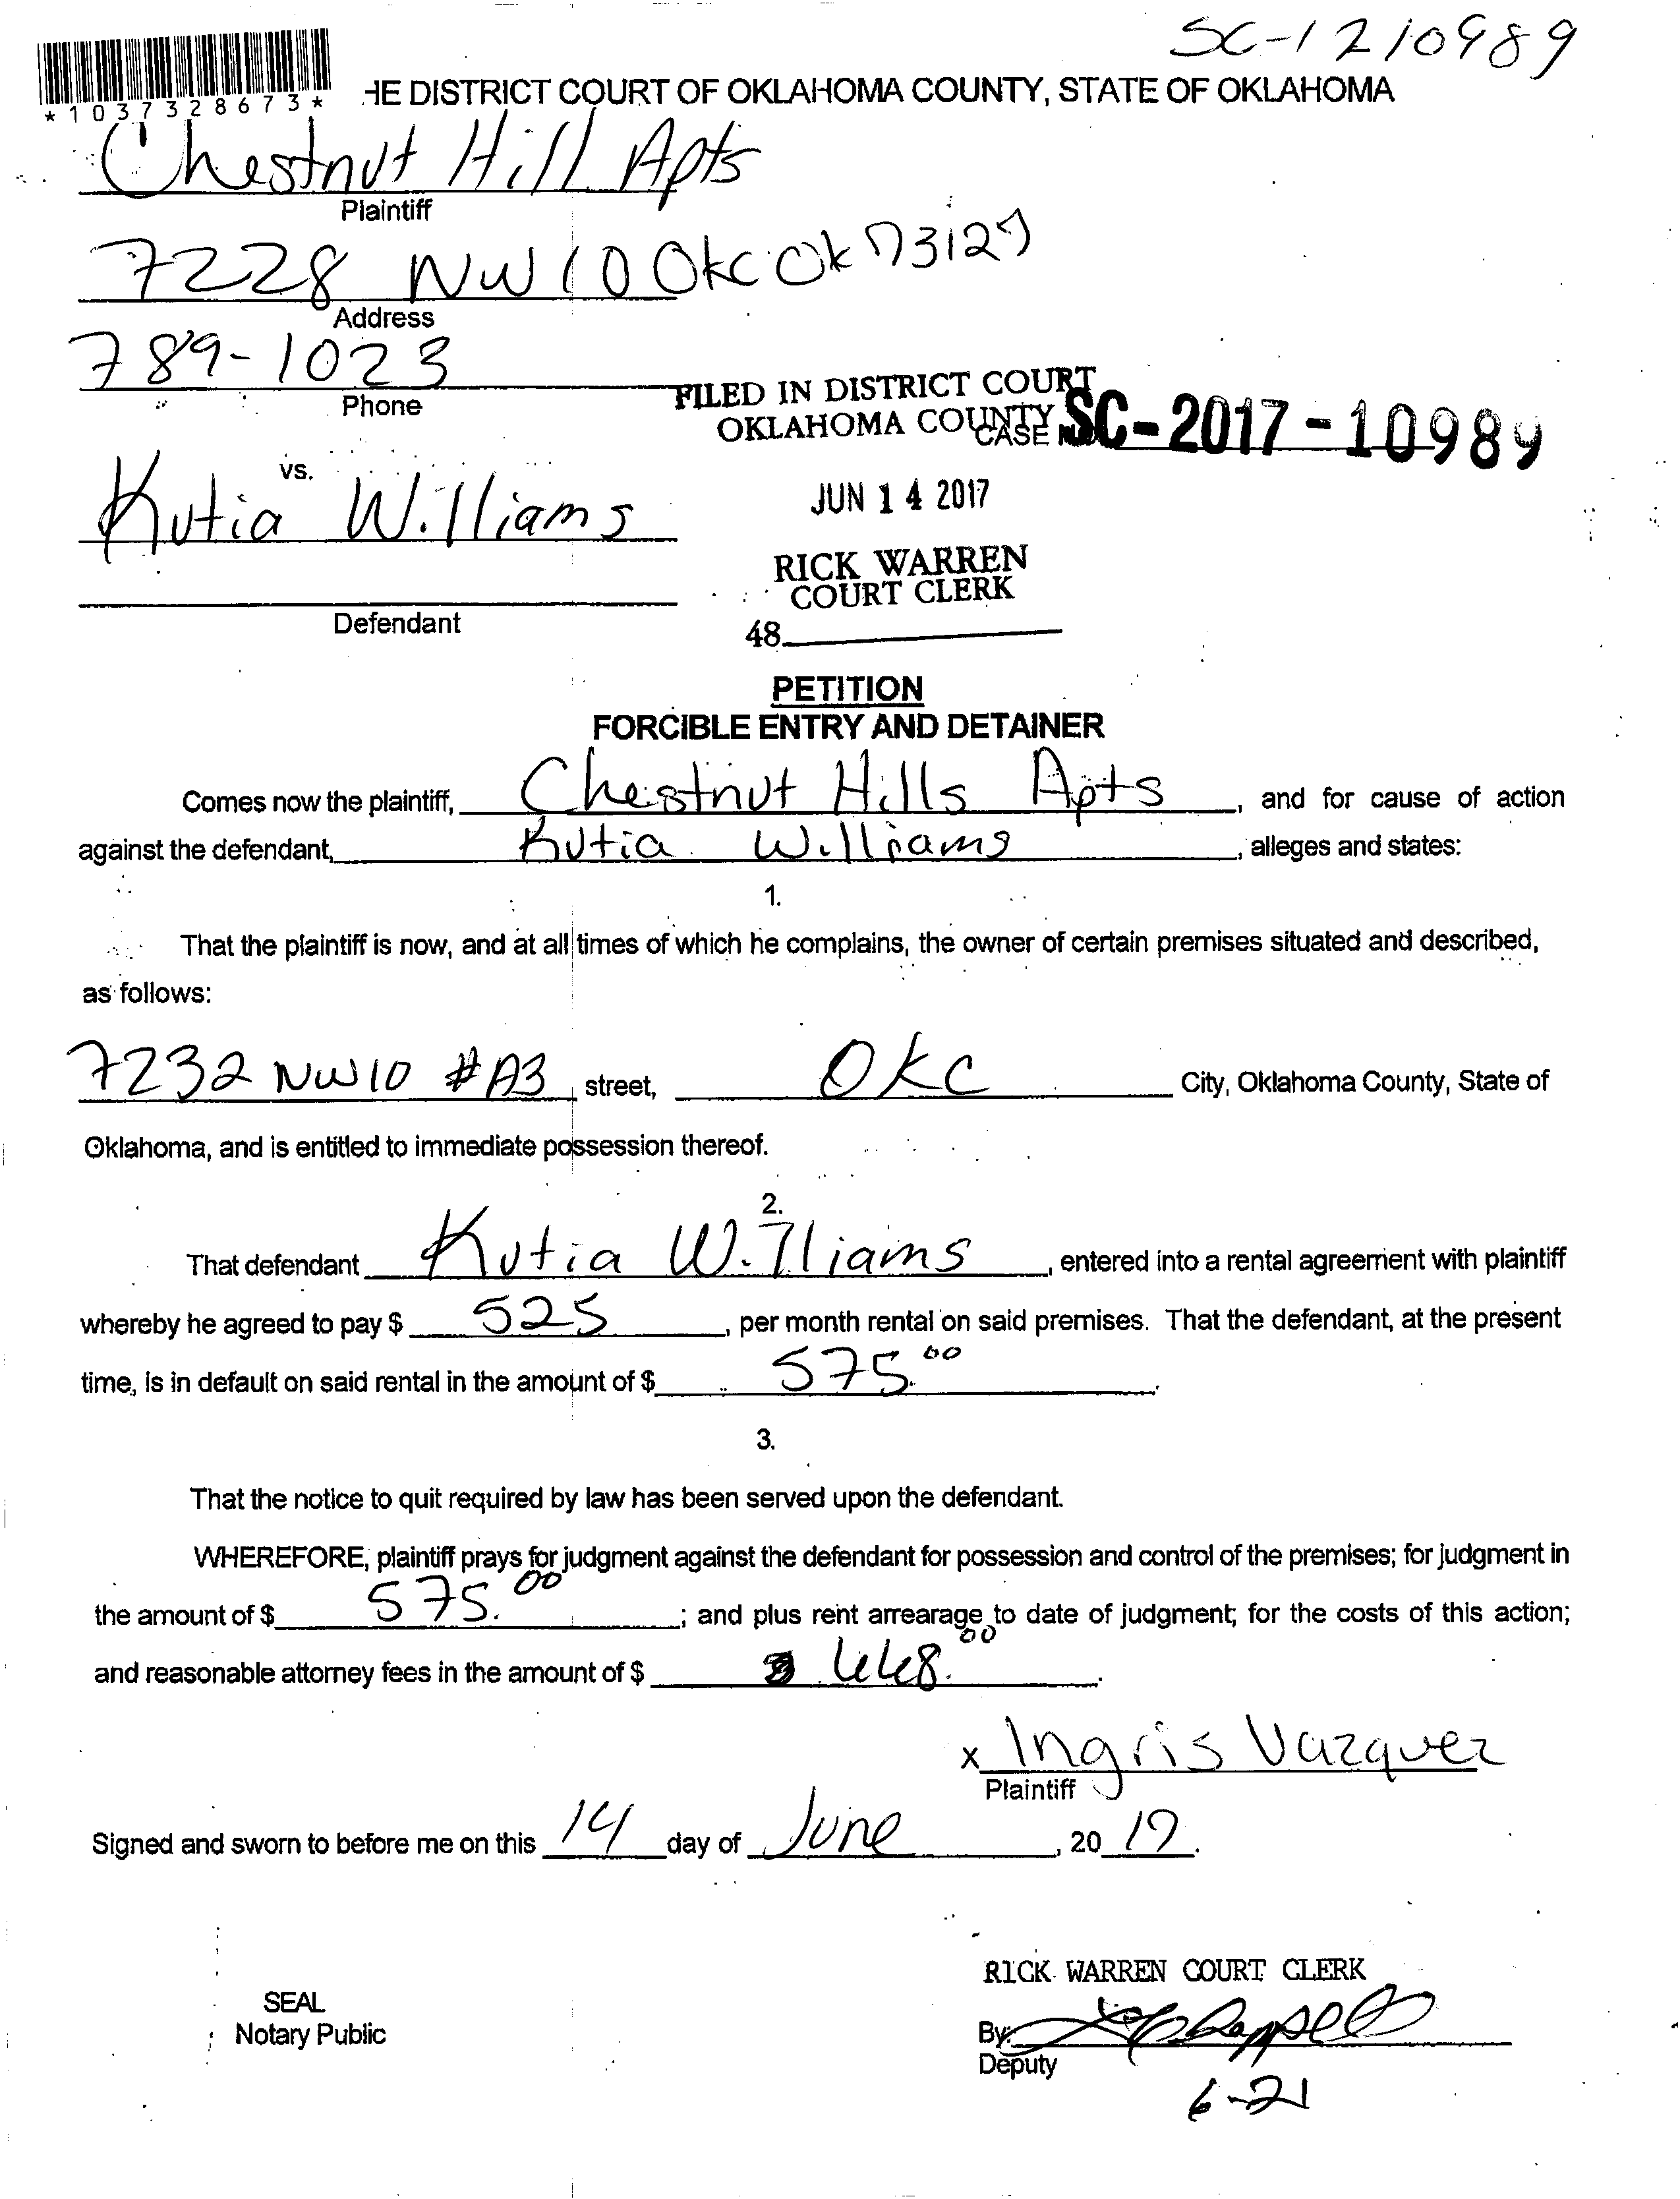 SC-1210989
*1037328673*
HE DISTRICT COURT OF OKLAHOMA COUNTY, STATE OF OKLAHOMA
Chestnut Hill Apts
Plaintiff
7228 NW 10 Okc Ok 73127
Address
789-1023
Phone
FILED IN DISTRICT COURT
OKLAHOMA COUNTY
CASE NO. SC-2017-10989
vs.
Kutia Williams
JUN 14 2017
RICK WARREN
COURT CLERK
Defendant
48
PETITION
FORCIBLE ENTRY AND DETAINER
Comes now the plaintiff, Chestnut Hills Apts, and for cause of action
against the defendant, Kutia Williams, alleges and states:
1.
That the plaintiff is now, and at all times of which he complains, the owner of certain premises situated and described,
as follows:
7232 NW 10 #A3 street, OKC City, Oklahoma County, State of
Oklahoma, and is entitled to immediate possession thereof.
2.
That defendant Kutia Williams, entered into a rental agreement with plaintiff
whereby he agreed to pay $ 525, per month rental on said premises. That the defendant, at the present
time, is in default on said rental in the amount of $ 575.00.
3.
That the notice to quit required by law has been served upon the defendant.
WHEREFORE, plaintiff prays for judgment against the defendant for possession and control of the premises; for judgment in
the amount of $ 575.00; and plus rent arrearage to date of judgment; for the costs of this action;
and reasonable attorney fees in the amount of $ .
x Ingris Vazquez
Plaintiff
Signed and sworn to before me on this 14 day of June, 2017.
RICK WARREN COURT CLERK
SEAL
Notary Public
By:
Deputy
6-21